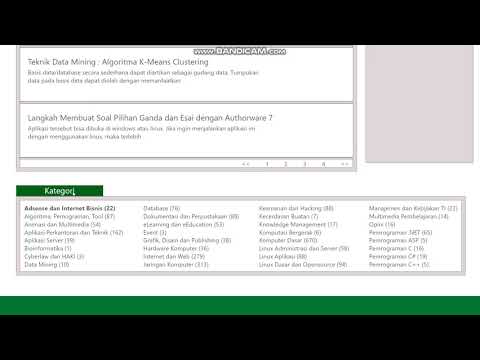 www.BANDICAM.com
Teknik Data Mining : Algoritma K-Means Clustering
Basis data/database secara sederhana dapat diartikan sebagai gudang data. Tumpukan
data pada basis data dapat diolah dengan memanfaatkan
Langkah Membuat Soal Pilihan Ganda dan Esai dengan Authorware 7
Aplikasi tersebut bisa dibuka di windows atau linux. Jika ingin menjalankan aplikasi ini
dengan menggunakan linux, maka terlebih
<< 1 2 3 4 >>
Kategori
Adsense dan Internet Bisnis (22)
Algoritma, Pemrograman, Tool (87)
Animasi dan Multimedia (54)
Aplikasi Perkantoran dan Teknik (162)
Aplikasi Server (39)
Bioinformatika (1)
Cyberlaw dan HAKI (3)
Data Mining (10)
Database (76)
Dokumentasi dan Perpustakaan (88)
eLearning dan eEducation (53)
Event (3)
Grafik, Disain dan Publishing (38)
Hardware Komputer (38)
Internet dan Web (279)
Jaringan Komputer (313)
Keamanan dan Hacking (88)
Kecerdasan Buatan (7)
Knowledge Management (17)
Komputasi Bergerak (6)
Komputer Dasar (670)
Linux Administrasi dan Server (59)
Linux Aplikasi (88)
Linux Dasar dan Opensource (94)
Manajemen dan Kebijakan TI (23)
Multimedia Pembelajaran (14)
Opini (16)
Pemrograman .NET (65)
Pemrograman ASP (5)
Pemrograman C (16)
Pemrograman C# (19)
Pemrograman C++ (5)